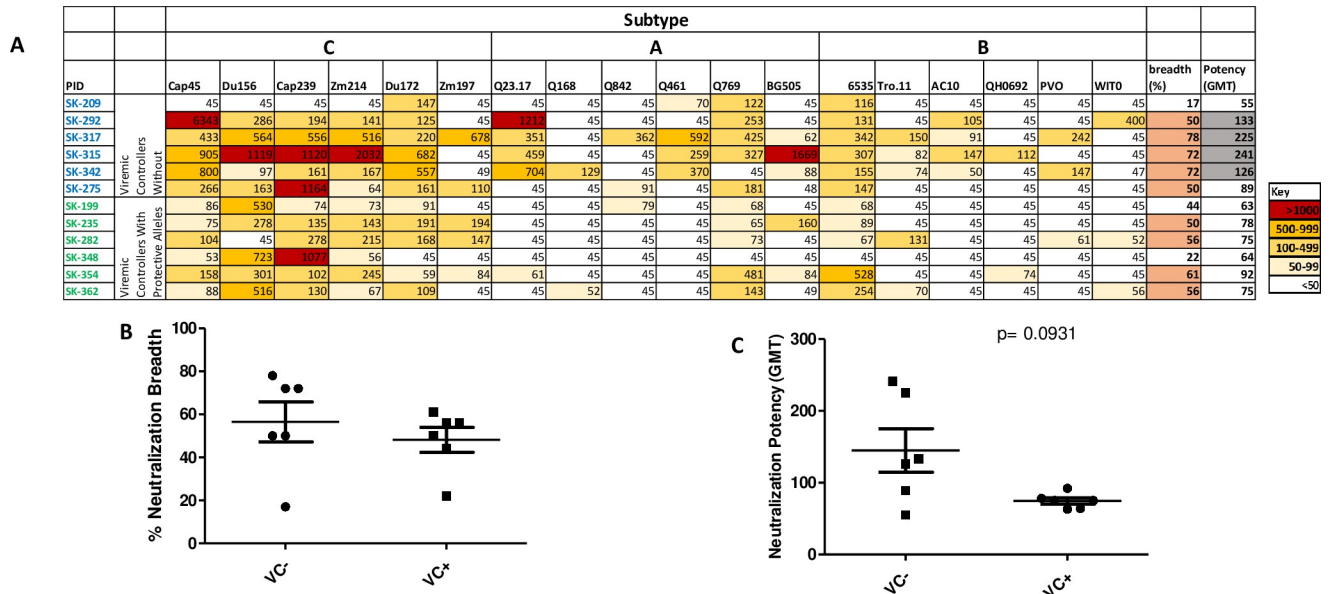 A
Subtype
C A B
PID Cap45 Du156 Cap239 Zm214 Du172 Zm197 Q23.17 Q168 Q842 Q461 Q769 BG505 6535 Tro.11 AC10 QH0692 PVO WIT0 breadth (%) Potency (GMT)
Viremic Controllers Without
SK-209 45 45 45 45 147 45 45 45 45 70 122 45 116 45 45 45 45 45 17 55
SK-292 6343 286 194 141 125 45 1212 45 45 45 253 45 131 45 105 45 45 400 50 133
SK-317 433 564 556 516 220 678 351 45 362 592 425 62 342 150 91 45 242 45 78 225
SK-315 905 1119 1120 2032 682 45 459 45 45 259 327 1669 307 82 147 112 45 45 72 241
SK-342 800 97 161 167 557 49 704 129 45 370 45 88 155 74 50 45 147 47 72 126
SK-275 266 163 1164 64 161 110 45 45 91 45 181 48 147 45 45 45 45 45 50 89
Viremic Controllers With Protective Alleles
SK-199 86 530 74 73 91 45 45 45 79 45 68 45 68 45 45 45 45 45 44 63
SK-235 75 278 135 143 191 194 45 45 45 45 65 160 89 45 45 45 45 45 50 78
SK-282 104 45 278 215 168 147 45 45 45 45 73 45 67 131 45 45 61 52 56 75
SK-348 53 723 1077 56 45 45 45 45 45 45 45 45 45 45 45 45 45 45 22 64
SK-354 158 301 102 245 59 84 61 45 45 45 481 84 528 45 45 74 45 45 61 92
SK-362 88 516 130 67 109 45 45 52 45 45 143 49 254 70 45 45 45 56 56 75
Key
>1000
500-999
100-499
50-99
<50
B
% Neutralization Breadth
100
80
60
40
20
0
VC-
VC+
C
p= 0.0931
Neutralization Potency (GMT)
300
200
100
0
VC-
VC+